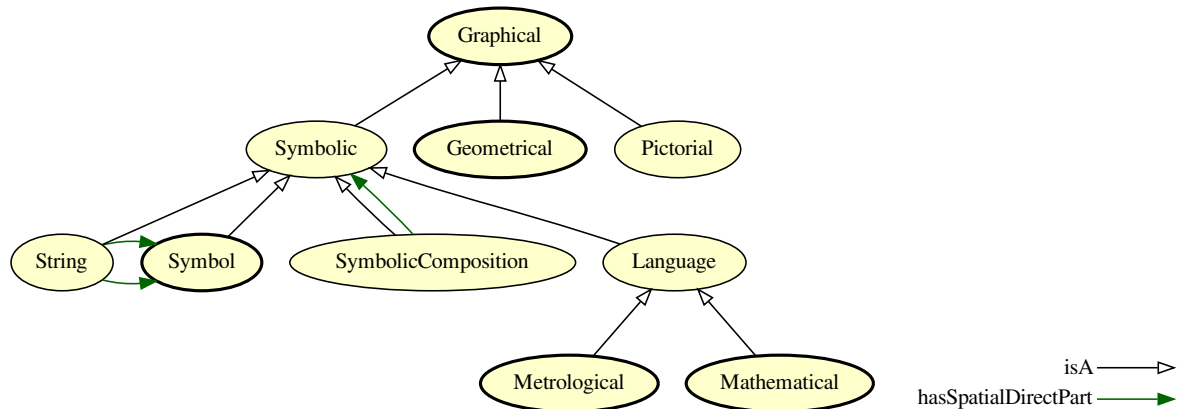 Graphical
Symbolic
Geometrical
Pictorial
String
Symbol
SymbolicComposition
Language
Metrological
Mathematical
isA
hasSpatialDirectPart